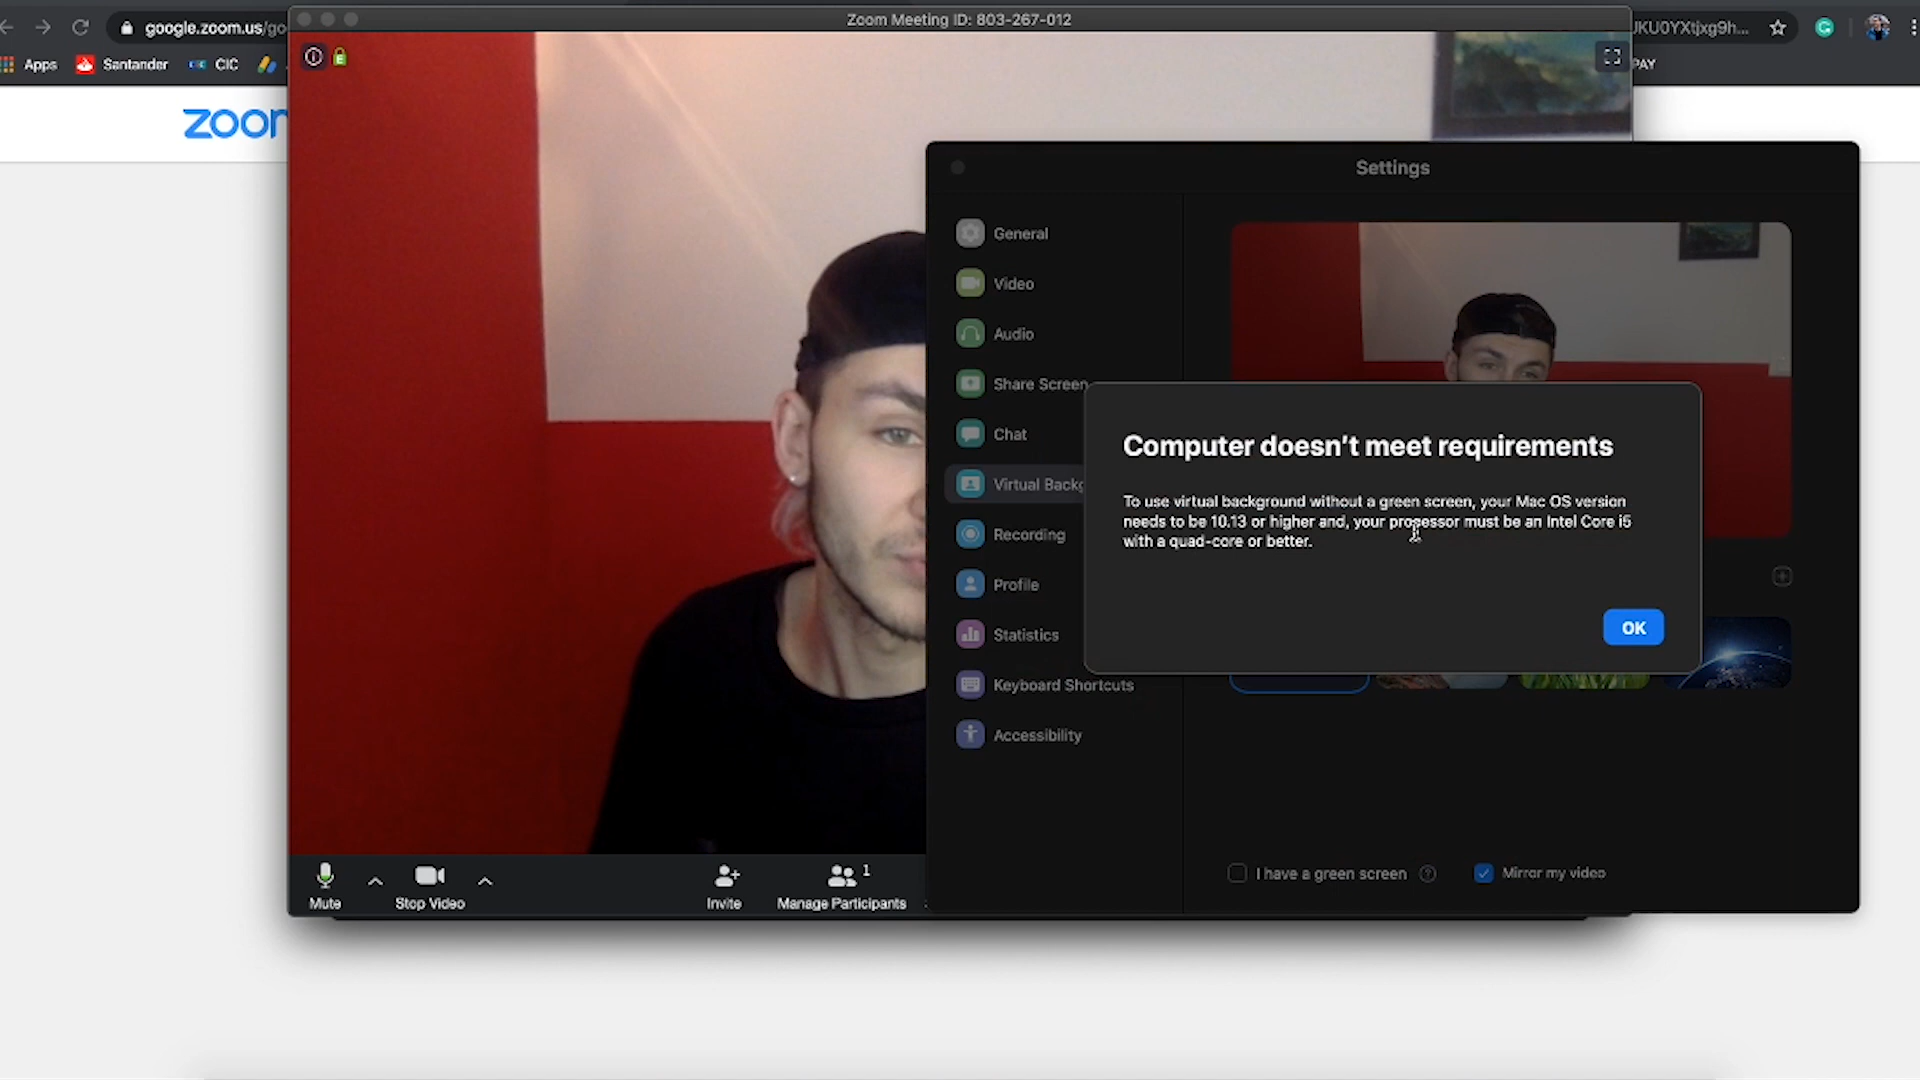 Zoom Meeting ID: 803-267-012
google.zoom.us/go
JKU0YXtjxg9h...
Apps
Santander
CIC
PAY
zoom
Settings
General
Video
Audio
Share Screen
Chat
Virtual Backg
Recording
Profile
Statistics
Keyboard Shortcuts
Accessibility
Computer doesn't meet requirements
To use virtual background without a green screen, your Mac OS version
needs to be 10.13 or higher and, your processor must be an Intel Core i5
with a quad-core or better.
OK
I have a green screen
Mirror my video
1
Mute
Stop Video
Invite
Manage Participants